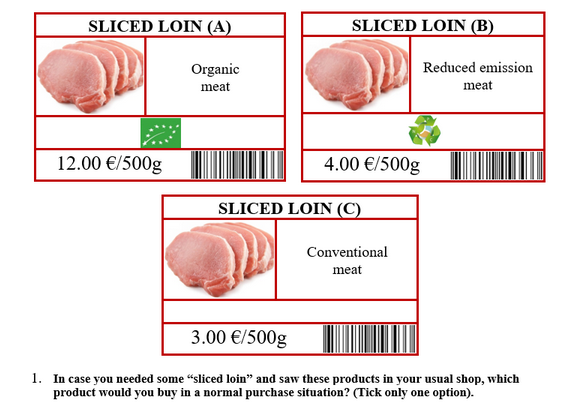 SLICED LOIN (A)
Organic
meat
12.00 €/500g
SLICED LOIN (B)
Reduced emission
meat
4.00 €/500g
SLICED LOIN (C)
Conventional
meat
3.00 €/500g
1. In case you needed some “sliced loin” and saw these products in your usual shop, which
product would you buy in a normal purchase situation? (Tick only one option).